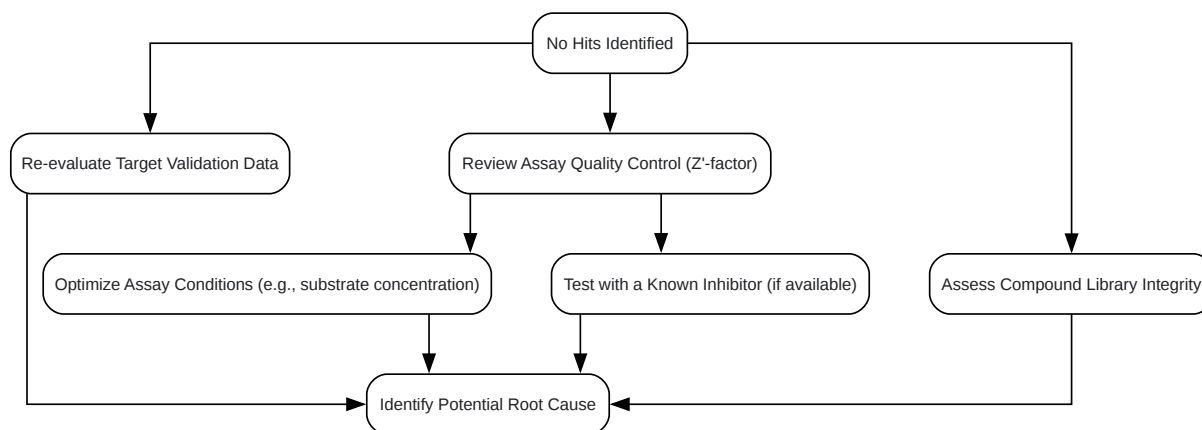 No Hits Identified
Re-evaluate Target Validation Data
Review Assay Quality Control (Z'-factor)
Optimize Assay Conditions (e.g., substrate concentration)
Test with a Known Inhibitor (if available)
Assess Compound Library Integrity
Identify Potential Root Cause